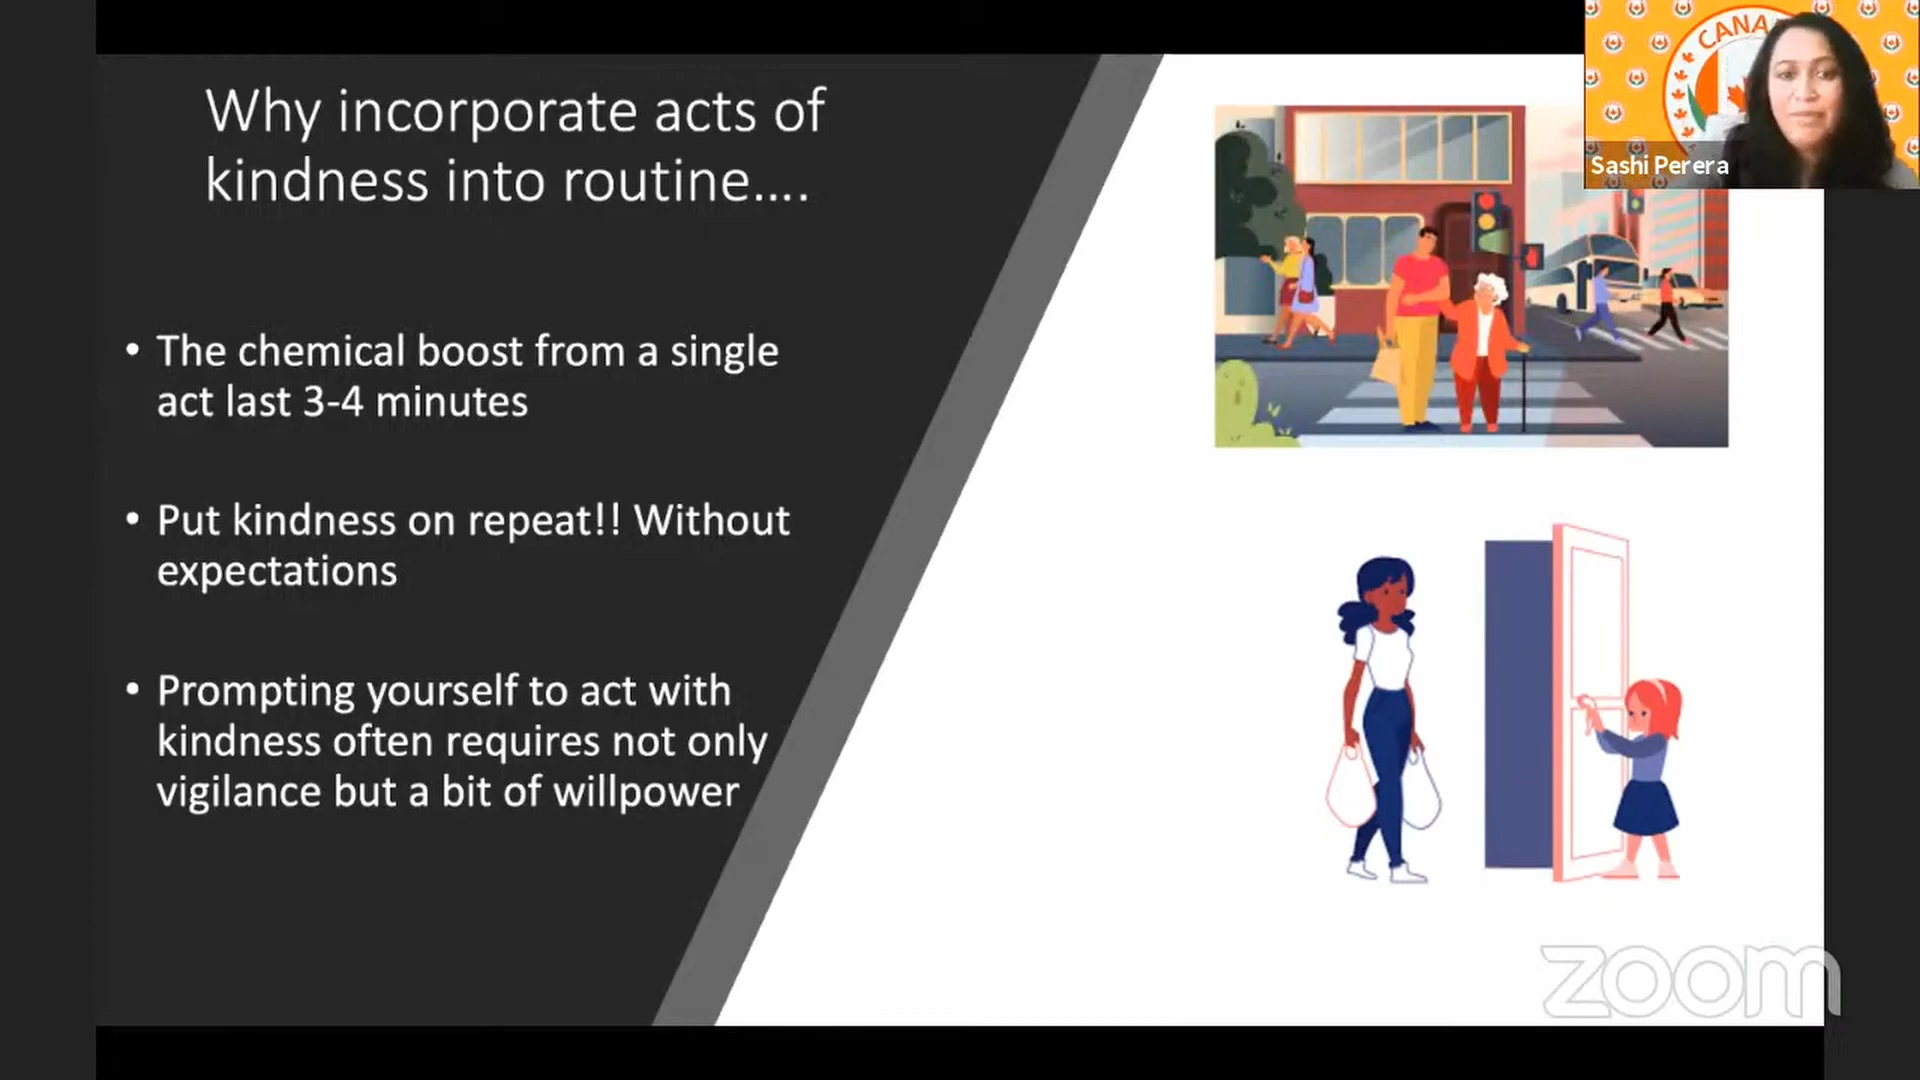 Why incorporate acts of
kindness into routine....
• The chemical boost from a single
act last 3-4 minutes
• Put kindness on repeat!! Without
expectations
• Prompting yourself to act with
kindness often requires not only
vigilance but a bit of willpower
CANA
Sashi Perera
zoom